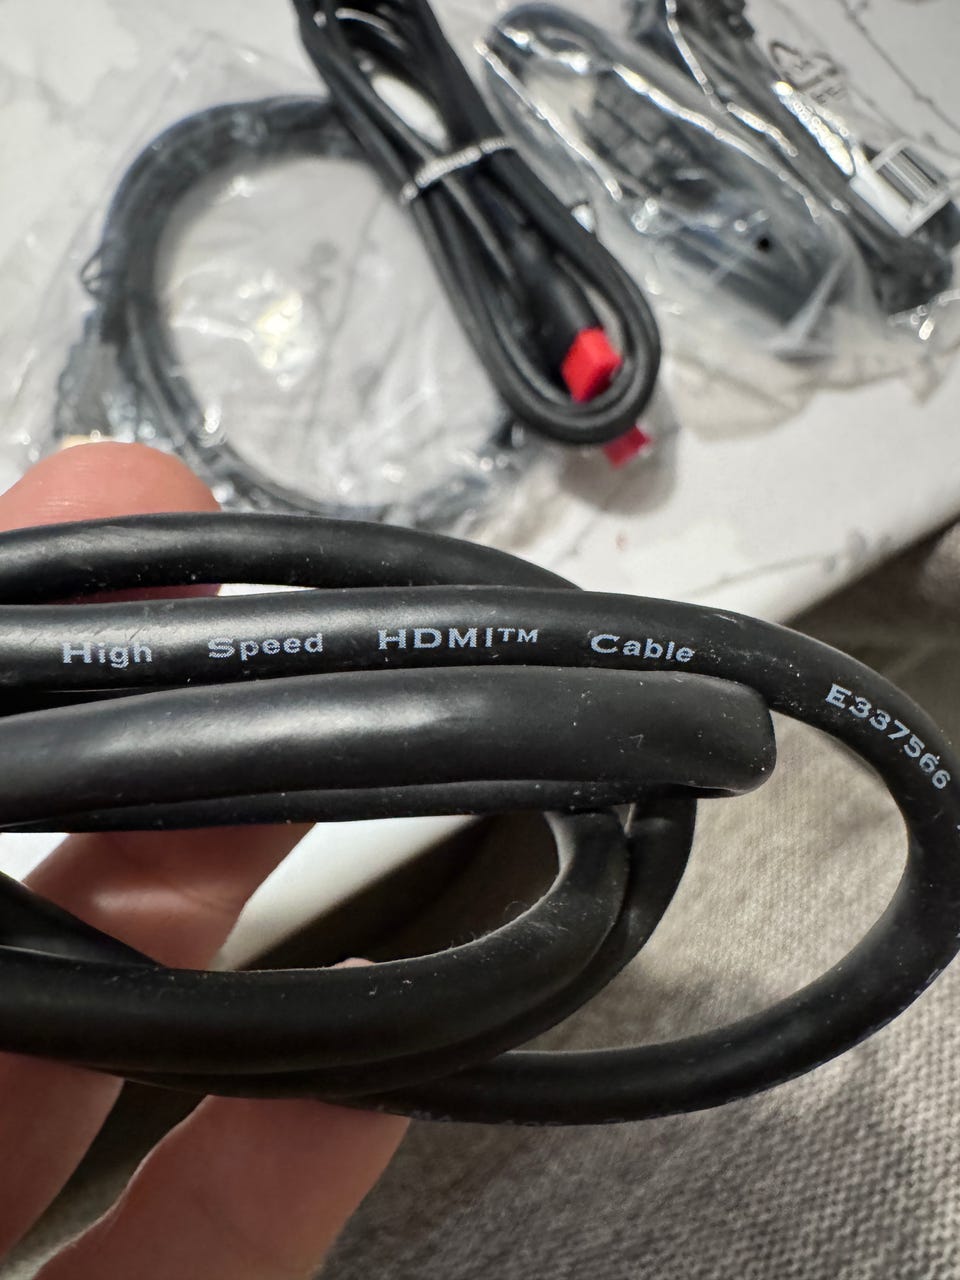 High Speed HDMI™ Cable E337566